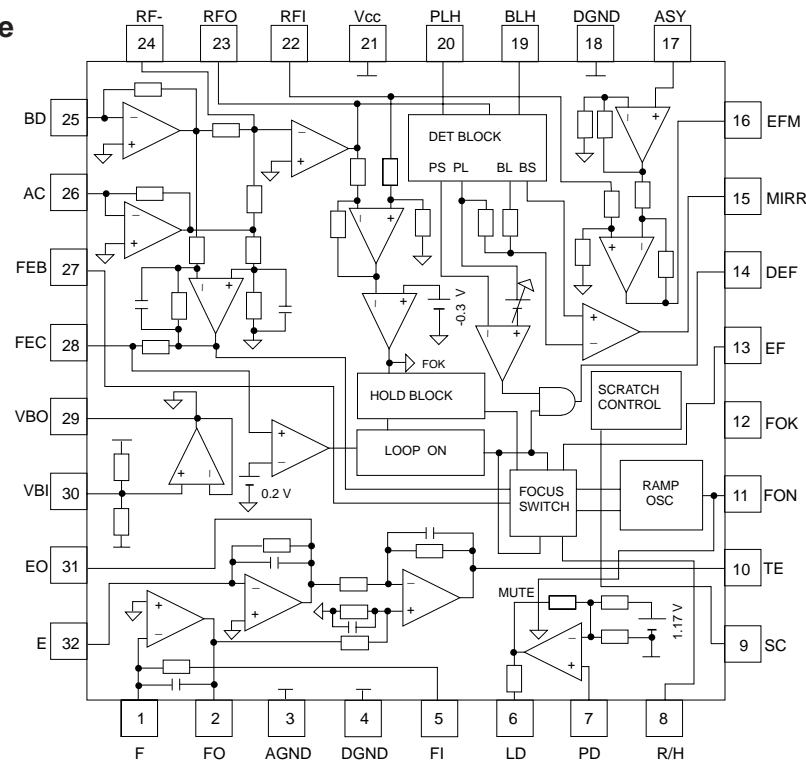 e
RF- RFO RFI Vcc PLH BLH DGND ASY
24 23 22 21 20 19 18 17
BD 25
16 EFM
DET BLOCK
PS PL BL BS
AC 26
15 MIRR
FEB 27
14 DEF
-0.3 V
FEC 28
13 EF
FOK
HOLD BLOCK
SCRATCH
CONTROL
VBO 29
12 FOK
LOOP ON
VBI 30
0.2 V
FOCUS
SWITCH
RAMP
OSC
11 FON
EO 31
10 TE
MUTE
1.17 V
E 32
9 SC
1 2 3 4 5 6 7 8
F FO AGND DGND FI LD PD R/H